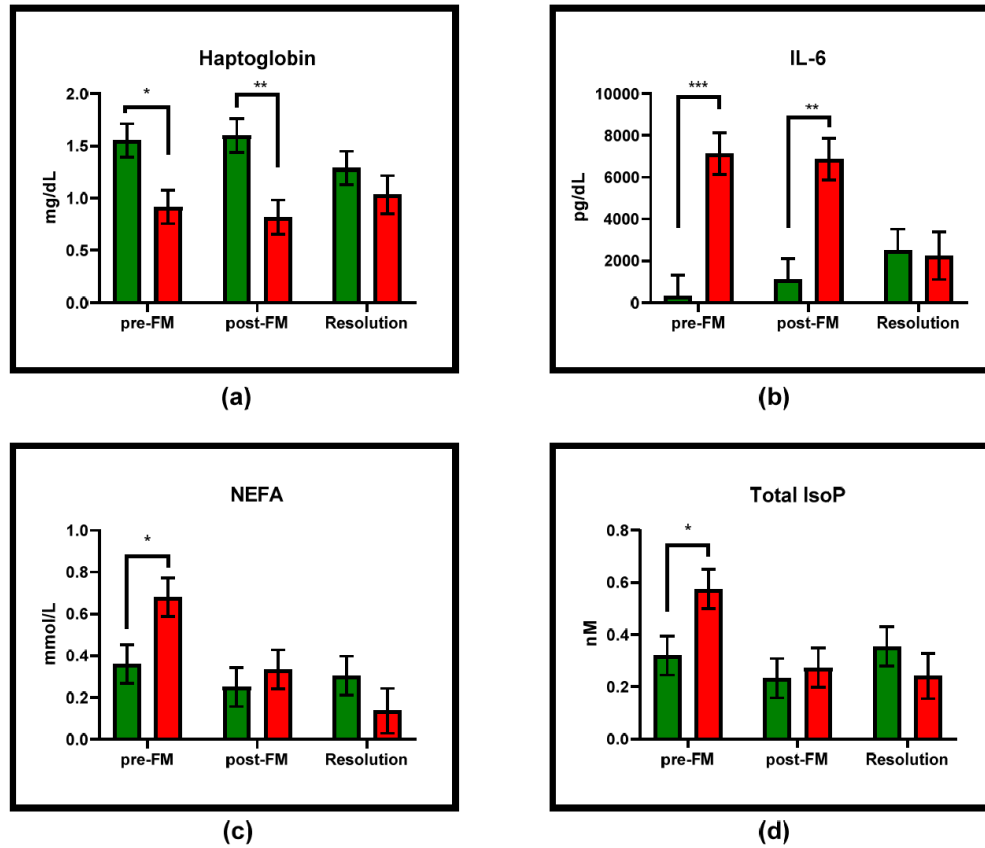 Haptoglobin
*
**
2.0
1.5
1.0
0.5
0.0
mg/dL
pre-FM post-FM Resolution
(a)
IL-6
***
**
10000
8000
6000
4000
2000
0
pg/dL
pre-FM post-FM Resolution
(b)
NEFA
*
1.0
0.8
0.6
0.4
0.2
0.0
mmol/L
pre-FM post-FM Resolution
(c)
Total IsoP
*
0.8
0.6
0.4
0.2
0.0
nM
pre-FM post-FM Resolution
(d)